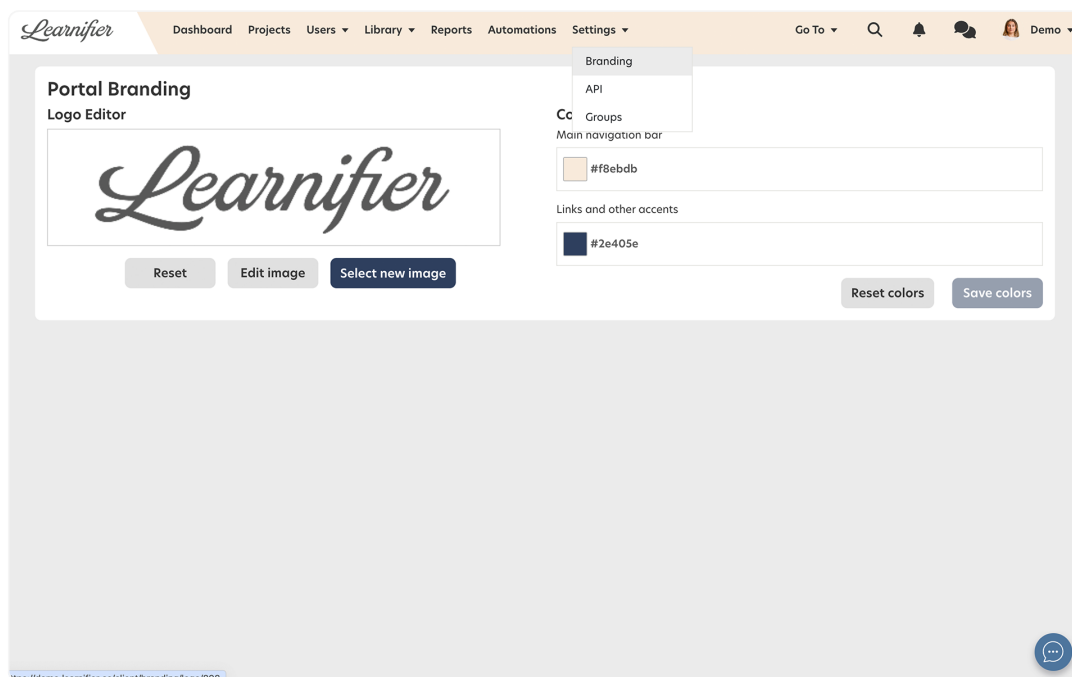 Learnifier
Dashboard Projects Users Library Reports Automations Settings Go To Demo
Branding
API
Groups
Portal Branding
Logo Editor
Learnifier
Reset Edit image Select new image
Co
Main navigation bar
#f8ebdb
Links and other accents
#2e405e
Reset colors Save colors